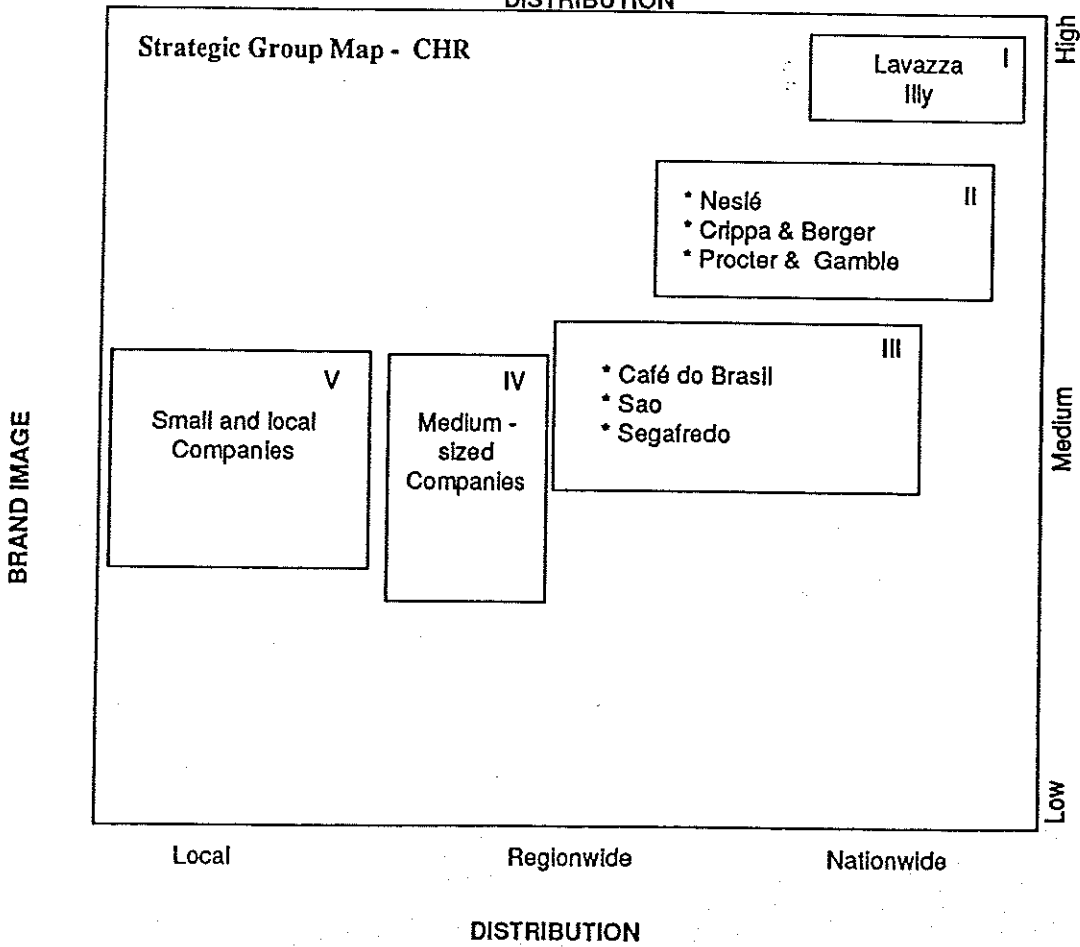 DISTRIBUTION
Strategic Group Map - CHR
High
I
Lavazza
Illy
II
* Neslé
* Crippa & Berger
* Procter & Gamble
III
* Café do Brasil
* Sao
* Segafredo
V
Small and local
Companies
IV
Medium -
sized
Companies
BRAND IMAGE
Medium
Low
Local
Regionwide
Nationwide
DISTRIBUTION